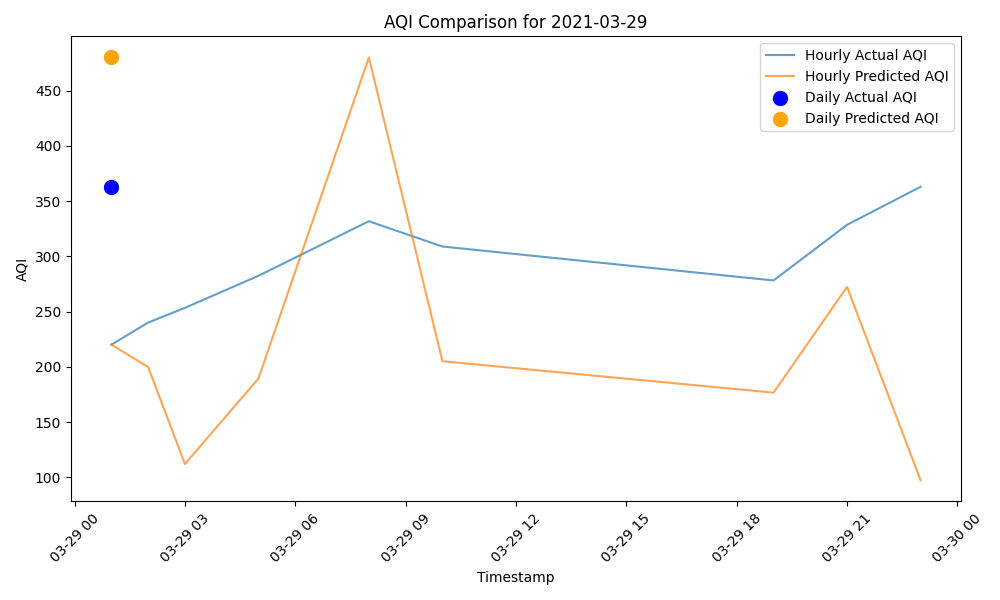 AQI Comparison for 2021-03-29
Hourly Actual AQI
Hourly Predicted AQI
Daily Actual AQI
Daily Predicted AQI
AQI
450
400
350
300
250
200
150
100
03-29 00
03-29 03
03-29 06
03-29 09
03-29 12
03-29 15
03-29 18
03-29 21
03-30 00
Timestamp